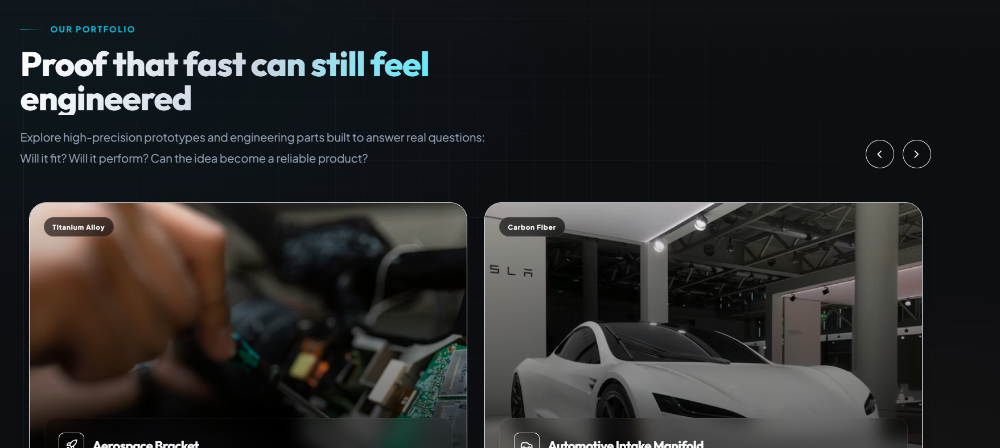 OUR PORTFOLIO
Proof that fast can still feel
engineered
Explore high-precision prototypes and engineering parts built to answer real questions:
Will it fit? Will it perform? Can the idea become a reliable product?
Titanium Alloy
Carbon Fiber
S L A
Aerospace Bracket
Automotive Intake Manifold